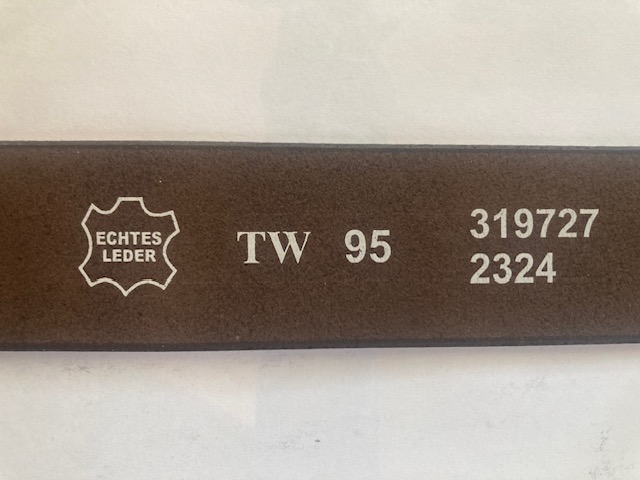 ECHTES
LEDER
TW 95
319727
2324